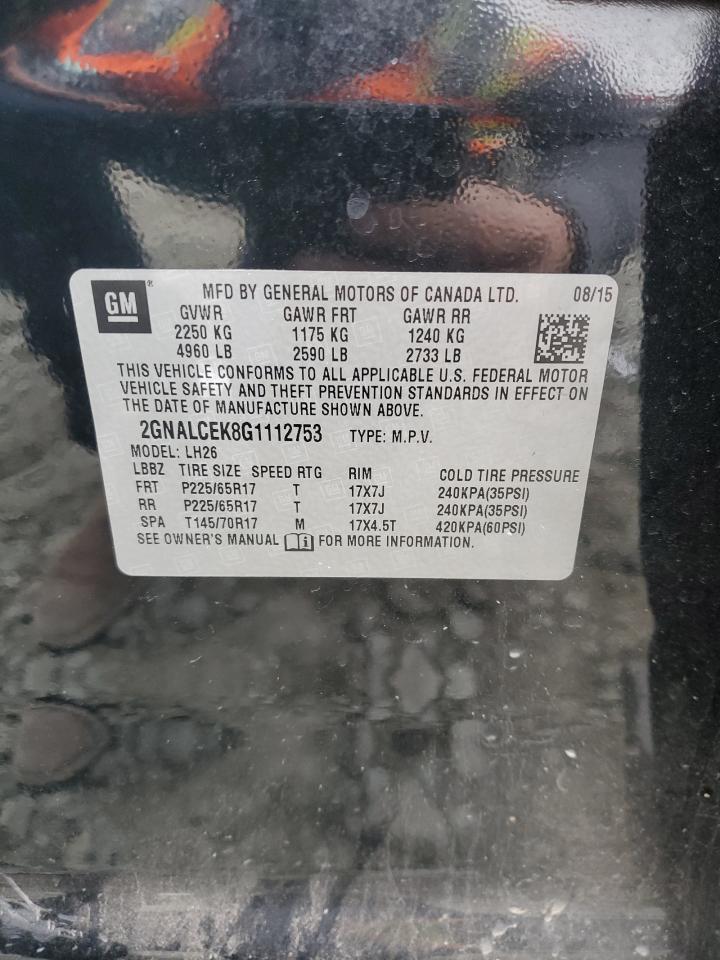 GM ® MFD BY GENERAL MOTORS OF CANADA LTD. 08/15
GVWR GAWR FRT GAWR RR
2250 KG 1175 KG 1240 KG
4960 LB 2590 LB 2733 LB
THIS VEHICLE CONFORMS TO ALL APPLICABLE U.S. FEDERAL MOTOR
VEHICLE SAFETY AND THEFT PREVENTION STANDARDS IN EFFECT ON
THE DATE OF MANUFACTURE SHOWN ABOVE.
2GNALCEK8G1112753 TYPE: M.P.V.
MODEL: LH26
LBBZ TIRE SIZE SPEED RTG RIM COLD TIRE PRESSURE
FRT P225/65R17 T 17X7J 240KPA(35PSI)
RR P225/65R17 T 17X7J 240KPA(35PSI)
SPA T145/70R17 M 17X4.5T 420KPA(60PSI)
SEE OWNER'S MANUAL FOR MORE INFORMATION.